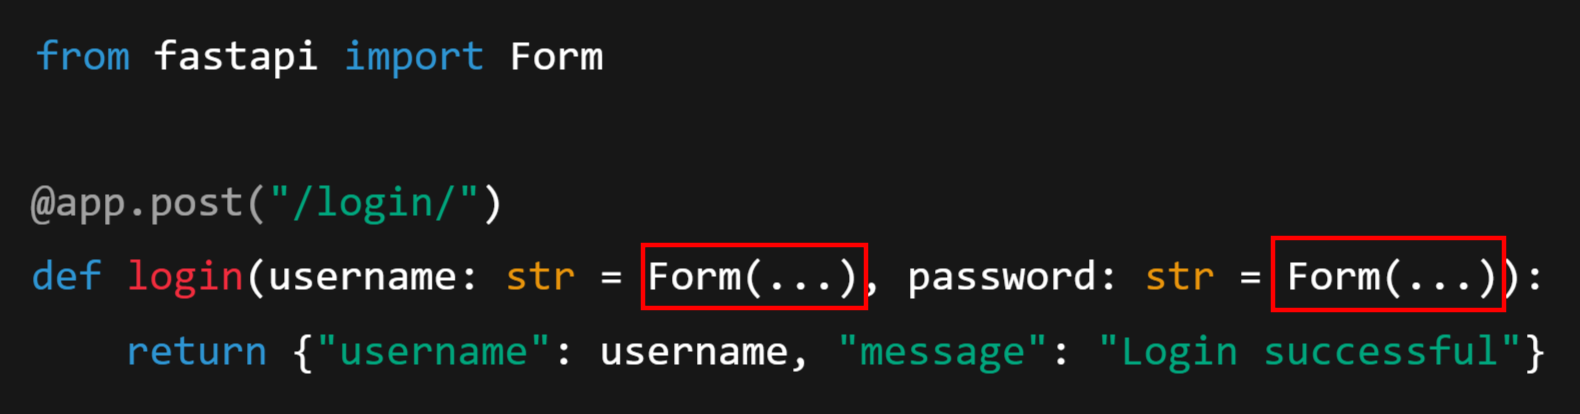 from fastapi import Form
@app.post("/login/")
def login(username: str = Form(...), password: str = Form(...)):
    return {"username": username, "message": "Login successful"}